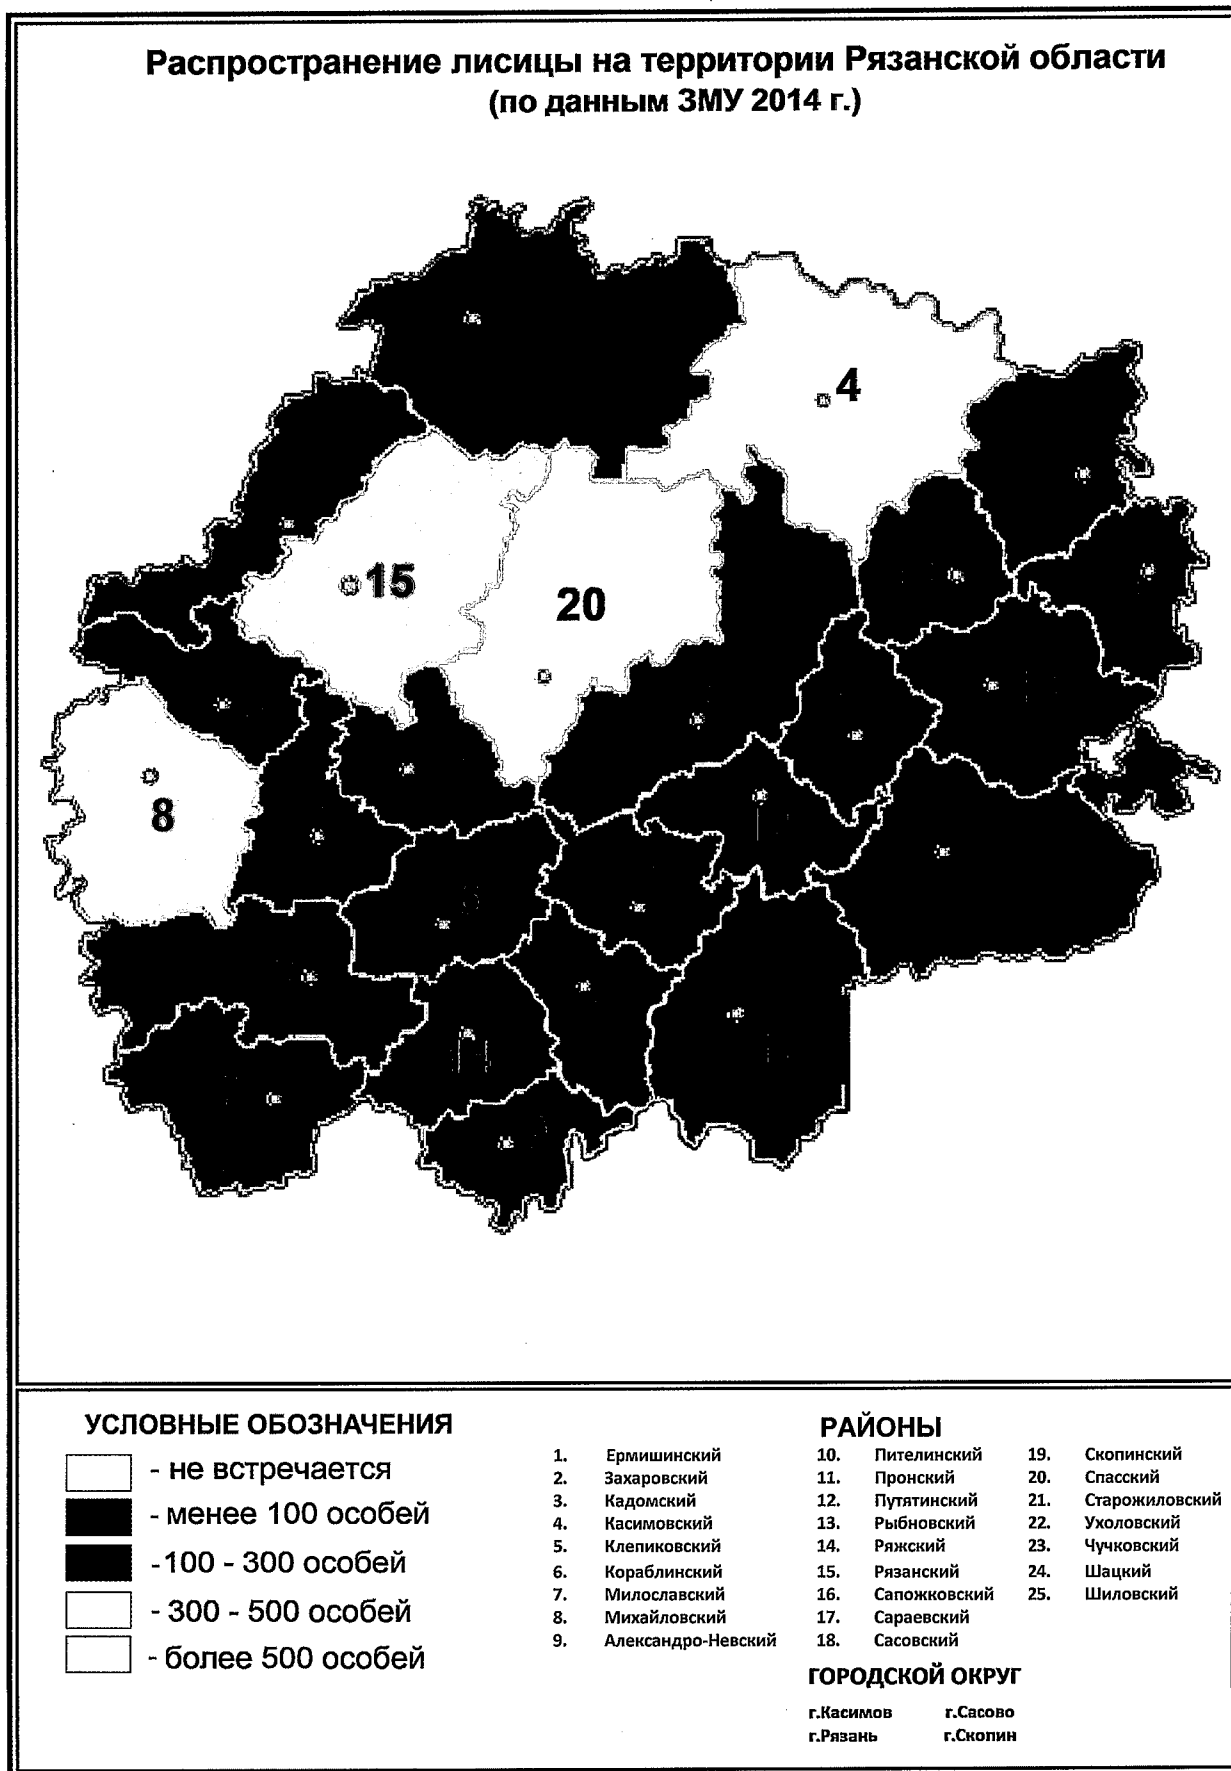 Распространение лисицы на территории Рязанской области
(по данным ЗМУ 2014 г.)
4
15
20
8
УСЛОВНЫЕ ОБОЗНАЧЕНИЯ
- не встречается
- менее 100 особей
-100 - 300 особей
- 300 - 500 особей
- более 500 особей
РАЙОНЫ
1. Ермишинский
2. Захаровский
3. Кадомский
4. Касимовский
5. Клепиковский
6. Кораблинский
7. Милославский
8. Михайловский
9. Александро-Невский
10. Пителинский
11. Пронский
12. Путятинский
13. Рыбновский
14. Ряжский
15. Рязанский
16. Сапожковский
17. Сараевский
18. Сасовский
19. Скопинский
20. Спасский
21. Старожиловский
22. Ухоловский
23. Чучковский
24. Шацкий
25. Шиловский
ГОРОДСКОЙ ОКРУГ
г.Касимов г.Сасово
г.Рязань г.Скопин